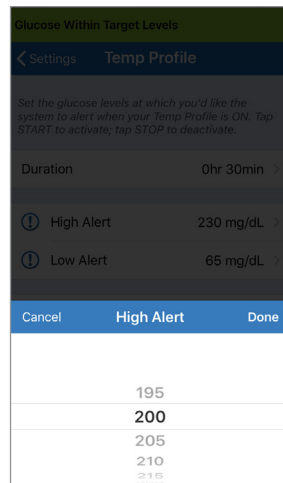 Glucose Within Target Levels
Settings Temp Profile
Set the glucose levels at which you'd like the
system to alert when your Temp Profile is ON. Tap
START to activate; tap STOP to deactivate.
Duration 0hr 30min
High Alert 230 mg/dL
Low Alert 65 mg/dL
Cancel High Alert Done
195
200
205
210
215